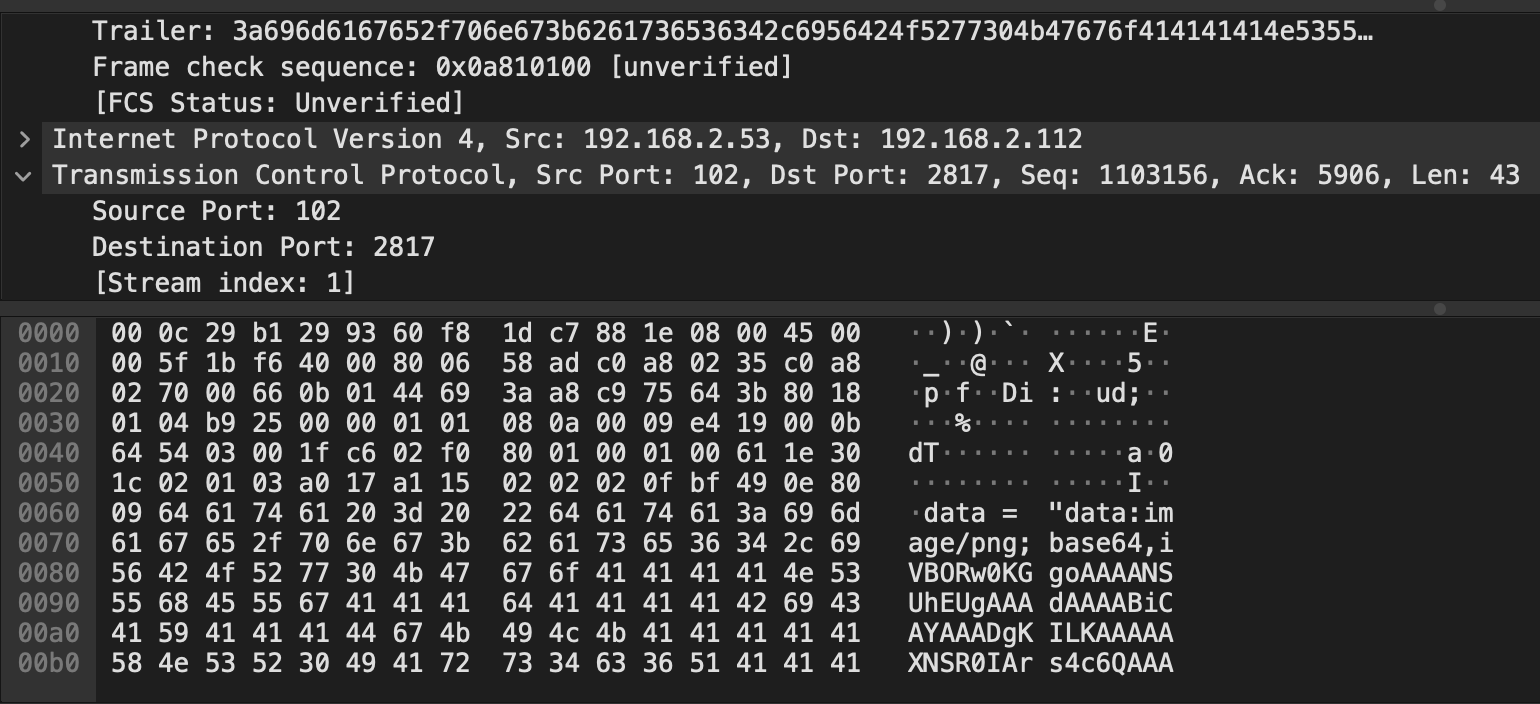 Trailer: 3a696d6167652f706e673b6261736536342c6956424f5277304b47676f414141414e5355…
Frame check sequence: 0x0a810100 [unverified]
[FCS Status: Unverified]
Internet Protocol Version 4, Src: 192.168.2.53, Dst: 192.168.2.112
Transmission Control Protocol, Src Port: 102, Dst Port: 2817, Seq: 1103156, Ack: 5906, Len: 43
Source Port: 102
Destination Port: 2817
[Stream index: 1]
0000 00 0c 29 b1 29 93 60 f8 1d c7 88 1e 08 00 45 00 ··)·)·`· ······E·
0010 00 5f 1b f6 40 00 80 06 58 ad c0 a8 02 35 c0 a8 ·_··@··· X····5··
0020 02 70 00 66 0b 01 44 69 3a a8 c9 75 64 3b 80 18 ·p·f··Di :··ud;··
0030 01 04 b9 25 00 00 01 01 08 0a 00 09 e4 19 00 0b ···%···· ········
0040 64 54 03 00 1f c6 02 f0 80 01 00 01 00 61 1e 30 dT······ ·····a·0
0050 1c 02 01 03 a0 17 a1 15 02 02 02 0f bf 49 0e 80 ········ ·····I··
0060 09 64 61 74 61 20 3d 20 22 64 61 74 61 3a 69 6d ·data = "data:im
0070 61 67 65 2f 70 6e 67 3b 62 61 73 65 36 34 2c 69 age/png; base64,i
0080 56 42 4f 52 77 30 4b 47 67 6f 41 41 41 41 4e 53 VBORw0KG goAAAANS
0090 55 68 45 55 67 41 41 41 64 41 41 41 41 42 69 43 UhEUgAAA dAAAABiC
00a0 41 59 41 41 41 44 67 4b 49 4c 4b 41 41 41 41 41 AYAAADgK ILKAAAAA
00b0 58 4e 53 52 30 49 41 72 73 34 63 36 51 41 41 41 XNSR0IAr s4c6QAAA